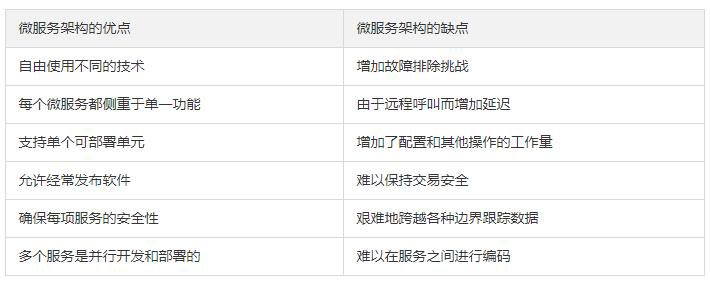 微服务架构的优点 微服务架构的缺点
自由使用不同的技术 增加故障排除挑战
每个微服务都侧重于单一功能 由于远程呼叫而增加延迟
支持单个可部署单元 增加了配置和其他操作的工作量
允许经常发布软件 难以保持交易安全
确保每项服务的安全性 艰难地跨越各种边界跟踪数据
多个服务是并行开发和部署的 难以在服务之间进行编码